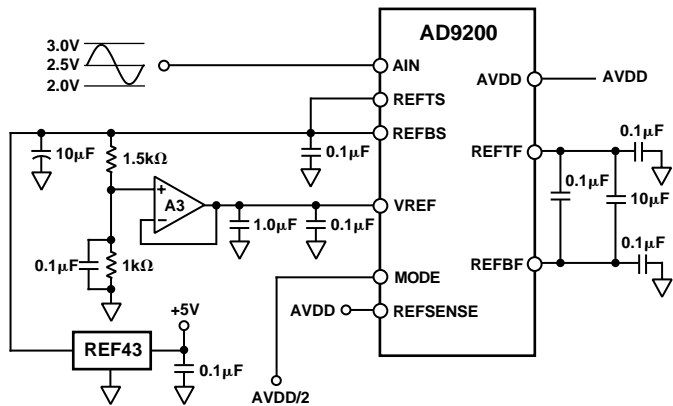 AD9200
3.0V
2.5V
2.0V
AIN
AVDD
AVDD
REFTS
REFBS
10μF
1.5kΩ
0.1μF
REFTF
0.1μF
0.1μF
10μF
+
A3
–
1.0μF
0.1μF
VREF
0.1μF
1kΩ
REFBF
0.1μF
MODE
+5V
AVDD
REFSENSE
REF43
0.1μF
AVDD/2